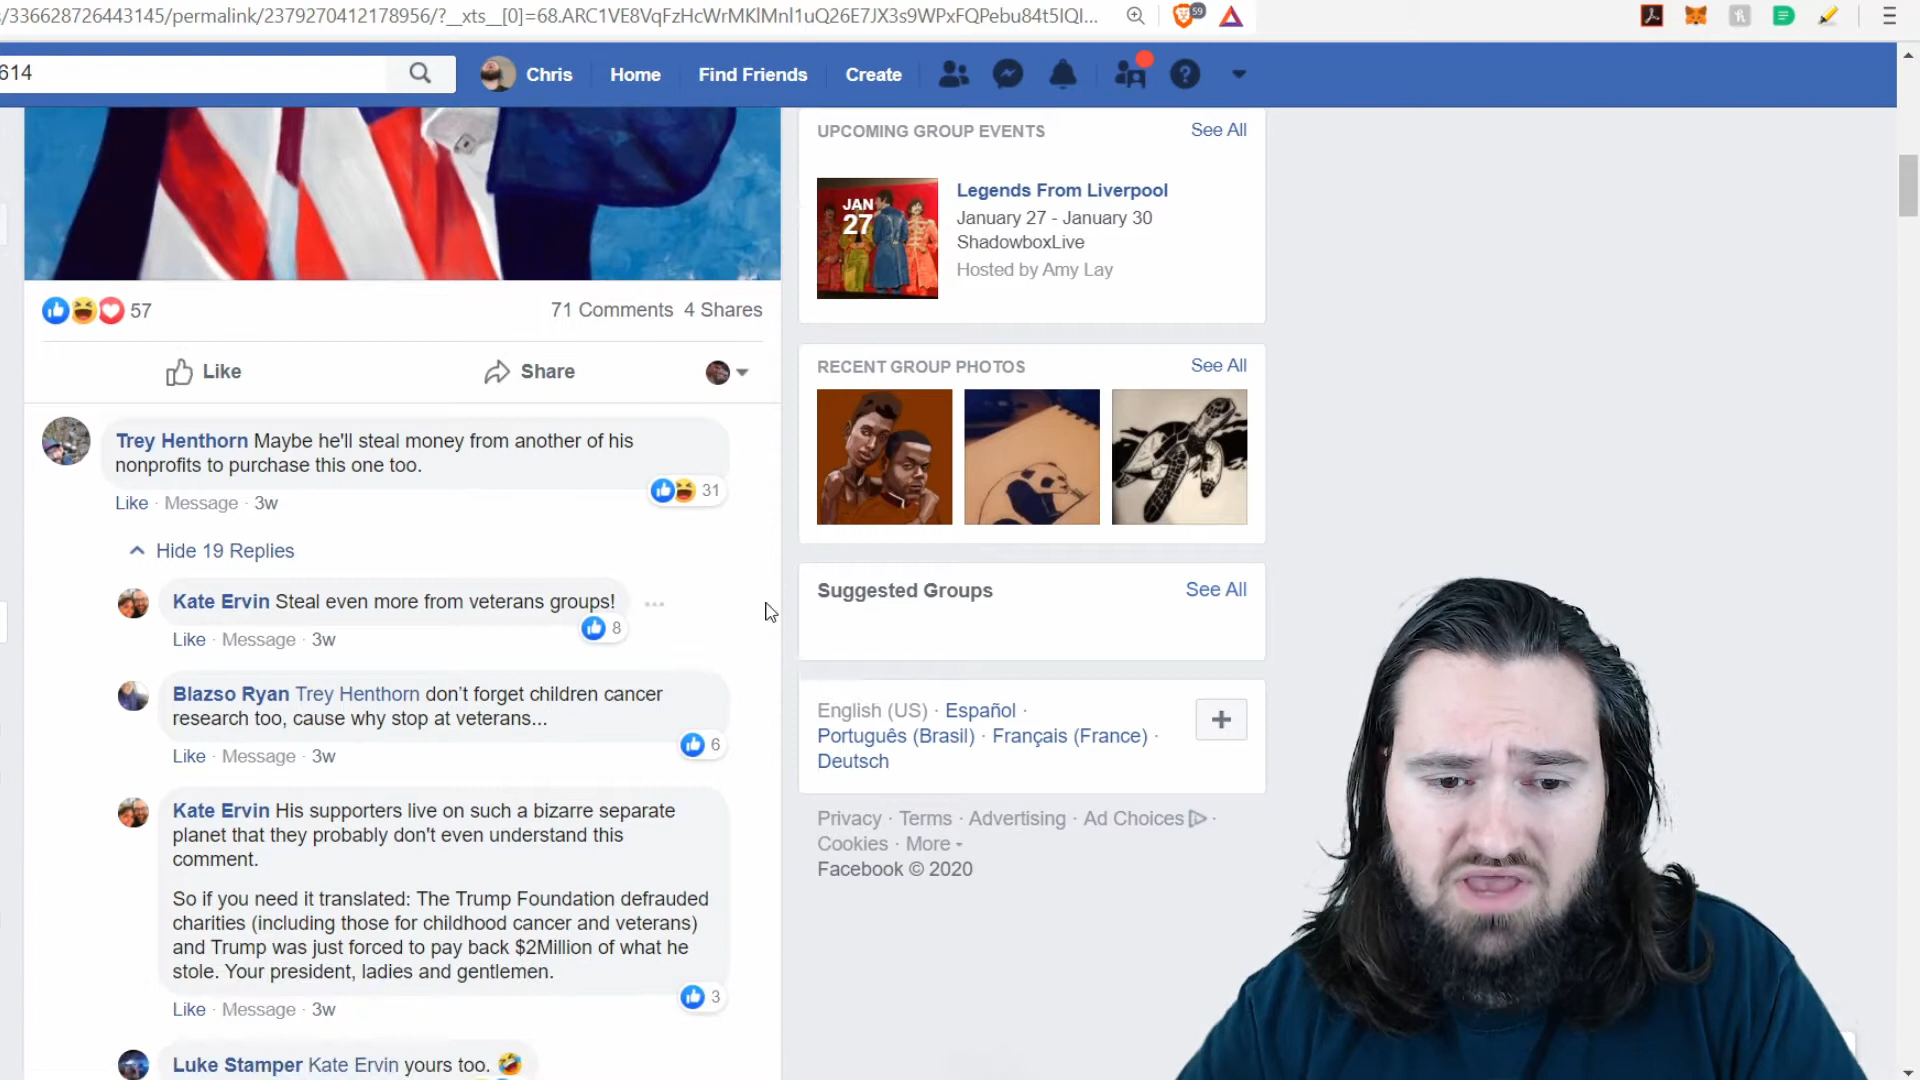 /336628726443145/permalink/2379270412178956/?__xts__[0]=68.ARC1VE8VqFzHcWrMKlMnl1uQ26E7JX3s9WPxFQPebu84t5IQI...
59
614
Chris
Home
Find Friends
Create
UPCOMING GROUP EVENTS
See All
JAN
27
Legends From Liverpool
January 27 - January 30
ShadowboxLive
Hosted by Amy Lay
57
71 Comments 4 Shares
Like
Share
RECENT GROUP PHOTOS
See All
Trey Henthorn Maybe he'll steal money from another of his
nonprofits to purchase this one too.
31
Like · Message · 3w
Hide 19 Replies
Kate Ervin Steal even more from veterans groups!
8
Like · Message · 3w
Blazso Ryan Trey Henthorn don't forget children cancer
research too, cause why stop at veterans...
6
Like · Message · 3w
Kate Ervin His supporters live on such a bizarre separate
planet that they probably don't even understand this
comment.
So if you need it translated: The Trump Foundation defrauded
charities (including those for childhood cancer and veterans)
and Trump was just forced to pay back $2Million of what he
stole. Your president, ladies and gentlemen.
3
Like · Message · 3w
Luke Stamper Kate Ervin yours too. 🤣
Suggested Groups
See All
English (US) · Español ·
Português (Brasil) · Français (France) ·
Deutsch
Privacy · Terms · Advertising · Ad Choices ·
Cookies · More
Facebook © 2020